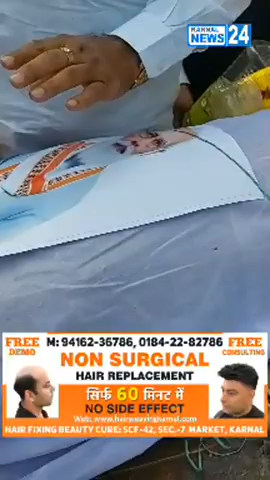 KARNAL
NEWS 24
FREE DEMO
M: 94162-36786, 0184-22-82786
FREE CONSULTING
NON SURGICAL
HAIR REPLACEMENT
सिर्फ 60 मिनट में
NO SIDE EFFECT
HAIR FIXING BEAUTY CURE: SCF-42, SEC.-7 MARKET, KARNAL